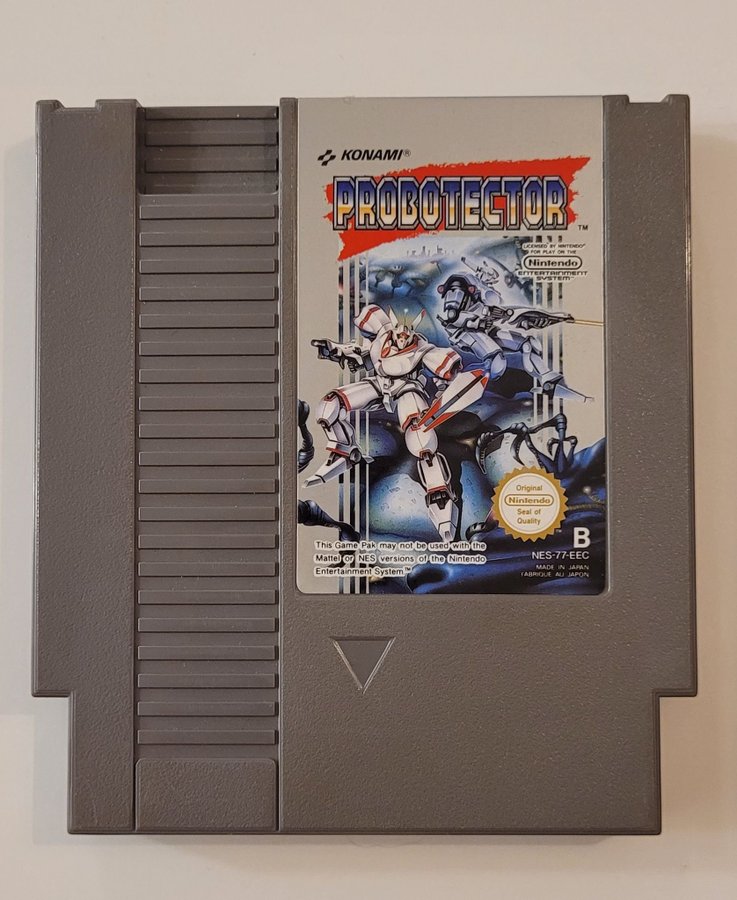 KONAMI®
PROBOTECTOR™
LICENSED BY NINTENDO®
FOR PLAY ON THE
Nintendo
ENTERTAINMENT
SYSTEM™
Original
Nintendo
Seal of
Quality
This Game Pak may not be used with the
Mattel or NES versions of the Nintendo
Entertainment System.™
B
NES-77-EEC
MADE IN JAPAN
FABRIQUE AU JAPON